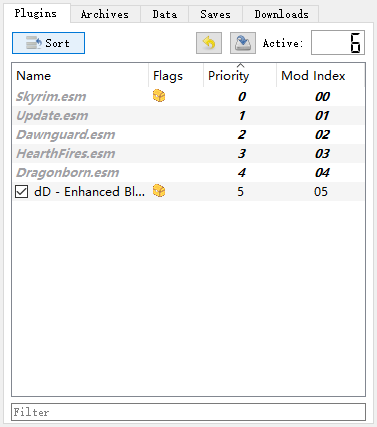 Plugins Archives Data Saves Downloads
Sort Active: 6
Name Flags Priority Mod Index
Skyrim.esm 0 00
Update.esm 1 01
Dawnguard.esm 2 02
HearthFires.esm 3 03
Dragonborn.esm 4 04
dD - Enhanced Bl... 5 05
Filter